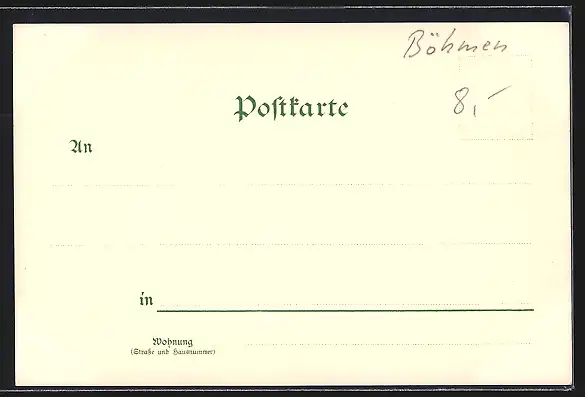 Böhmen
8,-
Postkarte
An
in
Wohnung
(Straße und Hausnummer)